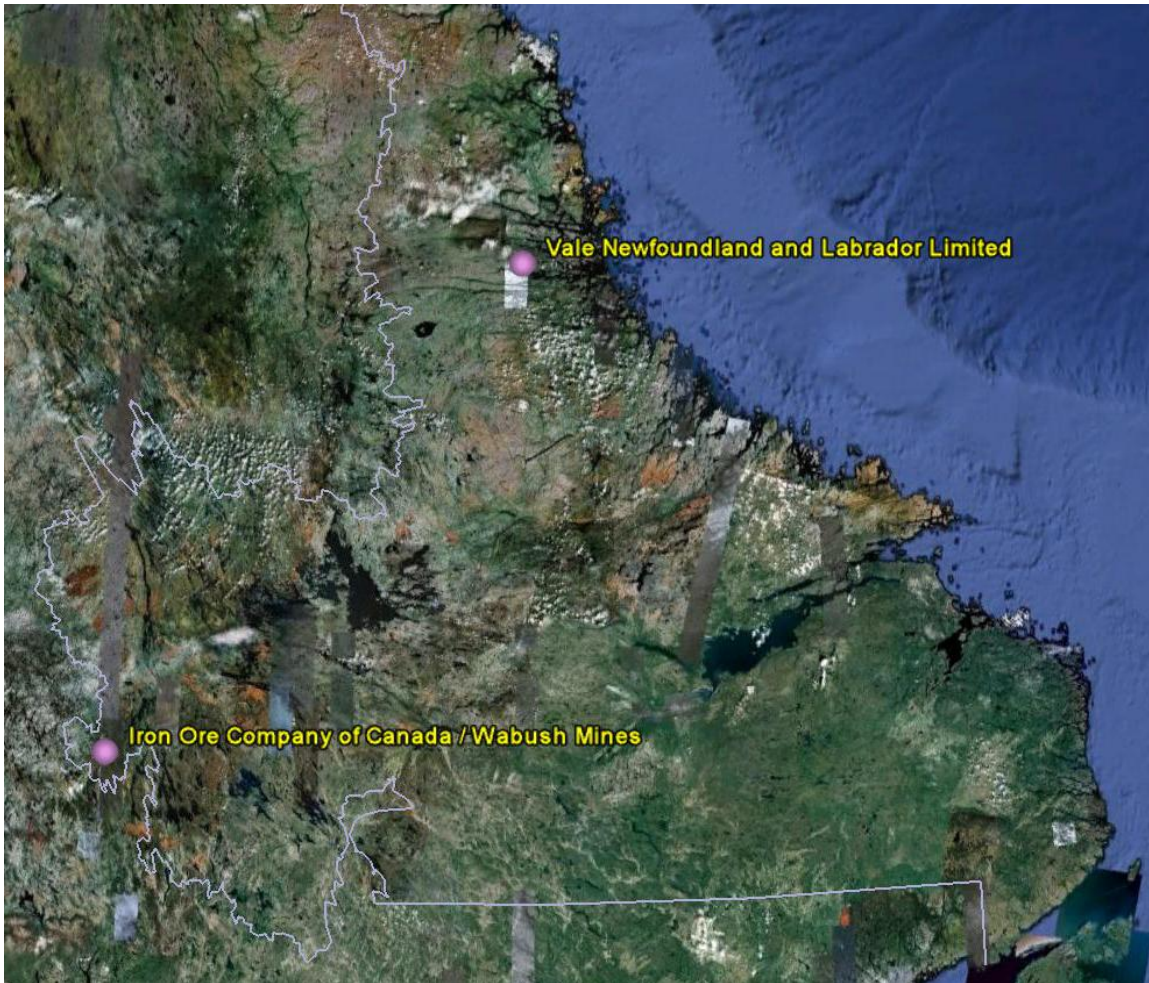 Vale Newfoundland and Labrador Limited
Iron Ore Company of Canada / Wabush Mines